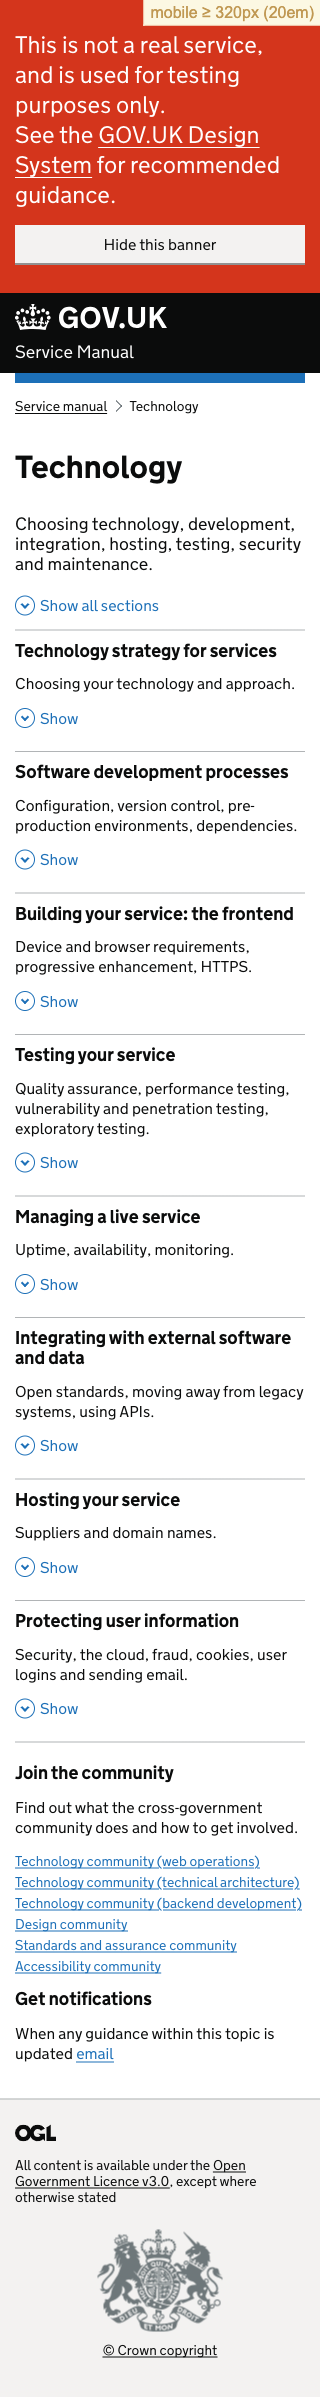 mobile ≥ 320px (20em)
This is not a real service,
and is used for testing
purposes only.
See the GOV.UK Design
System for recommended
guidance.
Hide this banner
GOV.UK
Service Manual
Service manual > Technology
Technology
Choosing technology, development,
integration, hosting, testing, security
and maintenance.
Show all sections
Technology strategy for services
Choosing your technology and approach.
Show
Software development processes
Configuration, version control, pre-
production environments, dependencies.
Show
Building your service: the frontend
Device and browser requirements,
progressive enhancement, HTTPS.
Show
Testing your service
Quality assurance, performance testing,
vulnerability and penetration testing,
exploratory testing.
Show
Managing a live service
Uptime, availability, monitoring.
Show
Integrating with external software
and data
Open standards, moving away from legacy
systems, using APIs.
Show
Hosting your service
Suppliers and domain names.
Show
Protecting user information
Security, the cloud, fraud, cookies, user
logins and sending email.
Show
Join the community
Find out what the cross-government
community does and how to get involved.
Technology community (web operations)
Technology community (technical architecture)
Technology community (backend development)
Design community
Standards and assurance community
Accessibility community
Get notifications
When any guidance within this topic is
updated email
OGL
All content is available under the Open
Government Licence v3.0, except where
otherwise stated
© Crown copyright